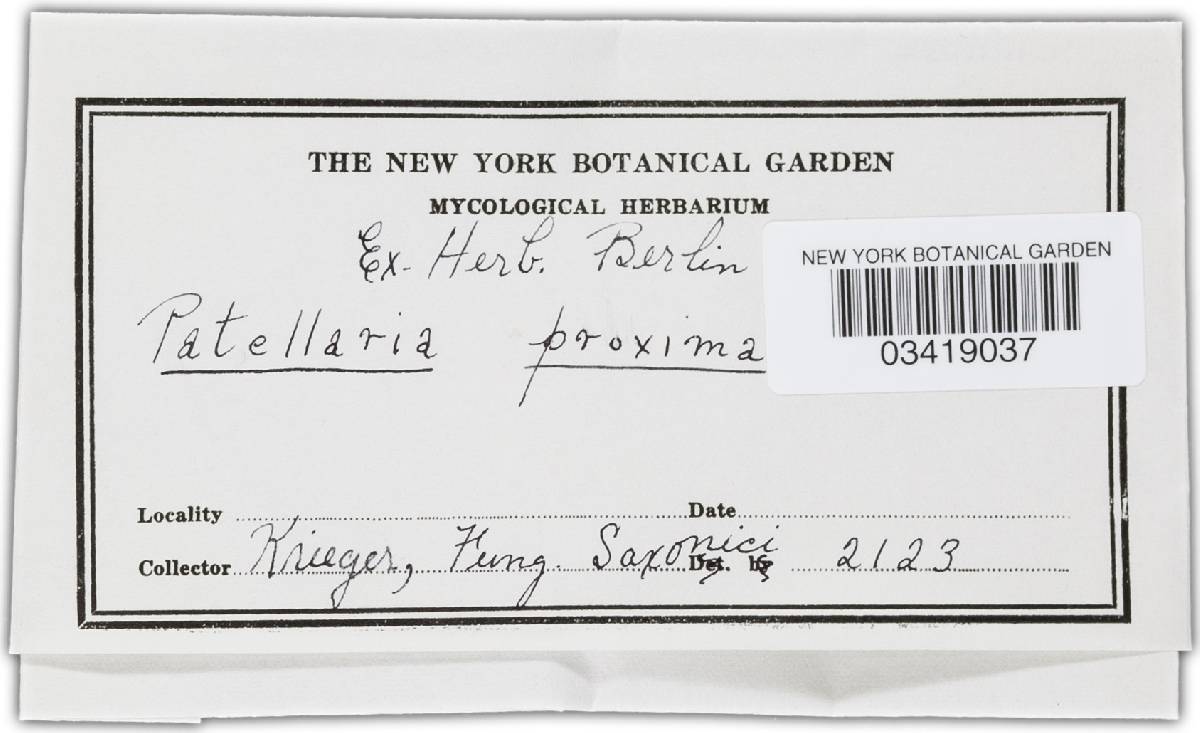 THE NEW YORK BOTANICAL GARDEN
MYCOLOGICAL HERBARIUM
Ex-Herb. Berlin
NEW YORK BOTANICAL GARDEN
03419037
Patellaria proxima
Locality Date
Collector Krieger, Fung. Saxonici Det. by 2123